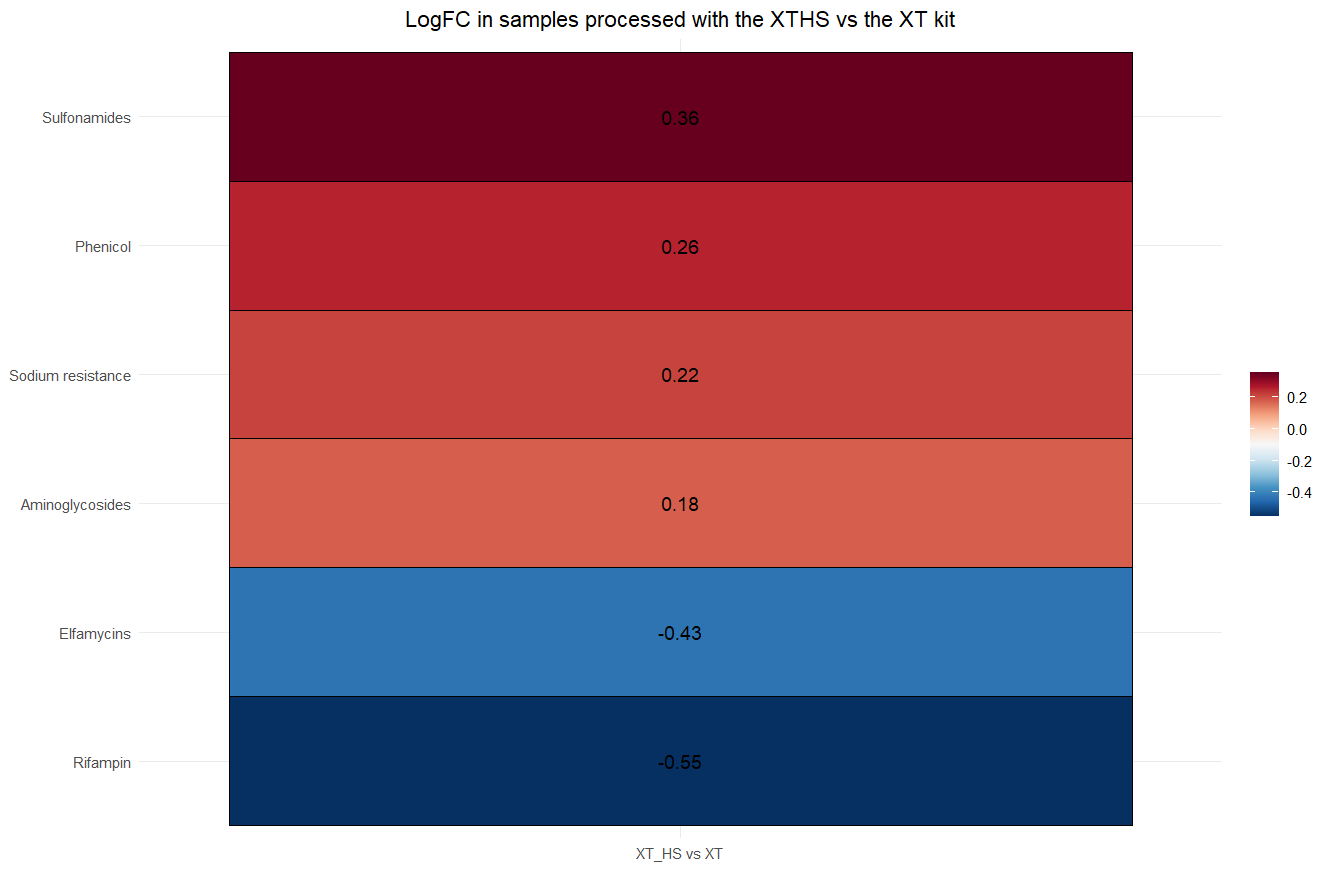 LogFC in samples processed with the XTHS vs the XT kit
Sulfonamides
0.36
Phenicol
0.26
Sodium resistance
0.22
Aminoglycosides
0.18
Elfamycins
-0.43
Rifampin
-0.55
XT_HS vs XT
0.2
0.0
-0.2
-0.4